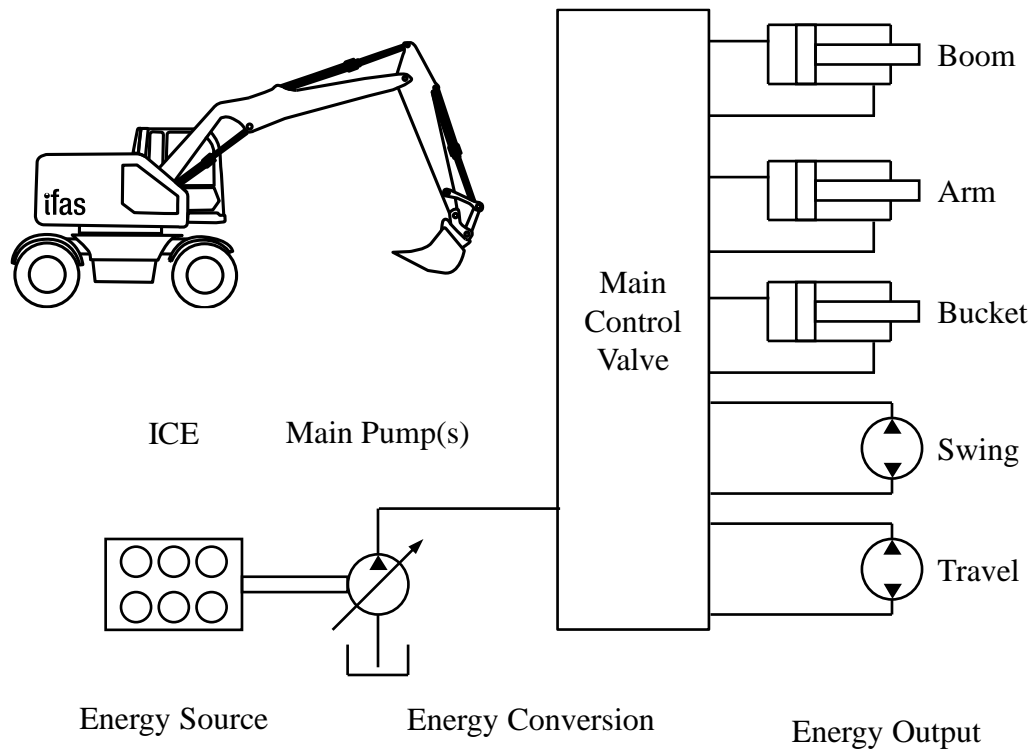 Boom
Arm
ifas
Main
Control
Valve
Bucket
ICE
Main Pump(s)
Swing
Travel
Energy Source
Energy Conversion
Energy Output